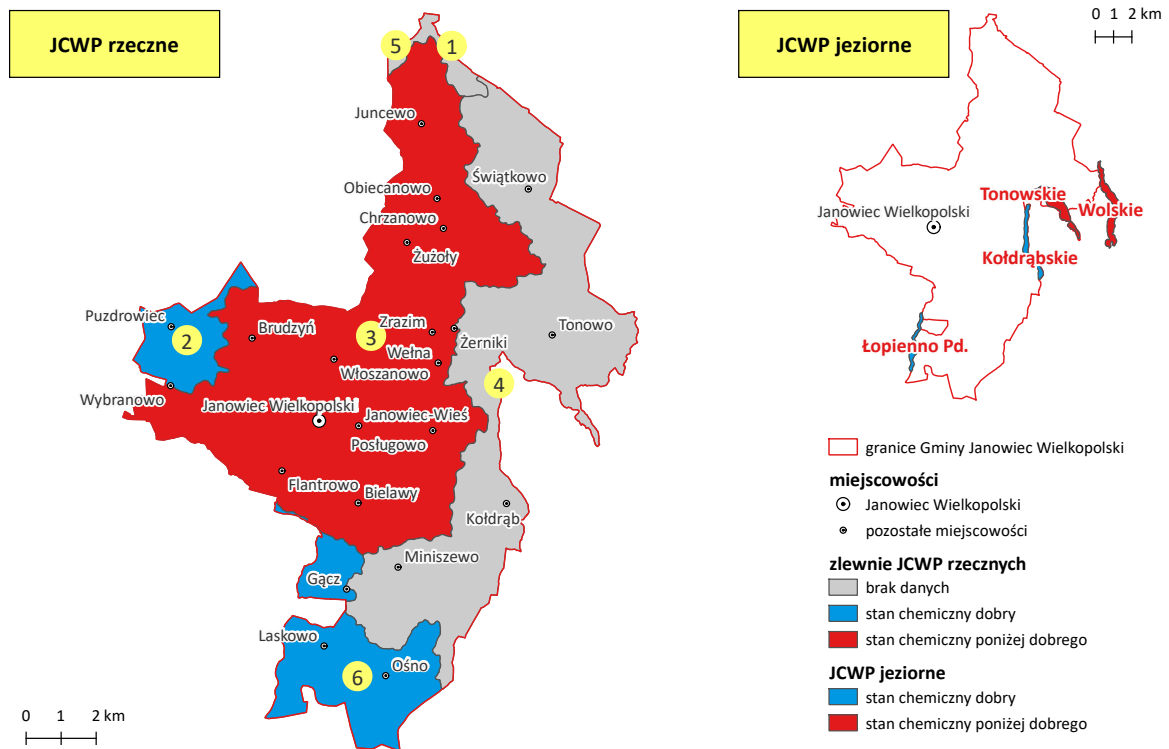 JCWP rzeczne
5
1
Juncewo
Świątkowo
Obiecanowo
Chrzanowo
Żużoły
Puzdrowiec
2
Brudzyń
3
Zrazim
Żerniki
Tonowo
Wełna
Włoszanowo
4
Wybranowo
Janowiec Wielkopolski
Janowiec-Wieś
Posługowo
Flantrowo
Bielawy
Kołdrąb
Miniszewo
Gącz
Laskowo
6
Ośno
0 1 2 km
JCWP jeziorne
0 1 2 km
Tonowskie
Wolskie
Janowiec Wielkopolski
Kołdrąbskie
Łopienno Pd.
granice Gminy Janowiec Wielkopolski
miejscowości
Janowiec Wielkopolski
pozostałe miejscowości
zlewnie JCWP rzecznych
brak danych
stan chemiczny dobry
stan chemiczny poniżej dobrego
JCWP jeziorne
stan chemiczny dobry
stan chemiczny poniżej dobrego